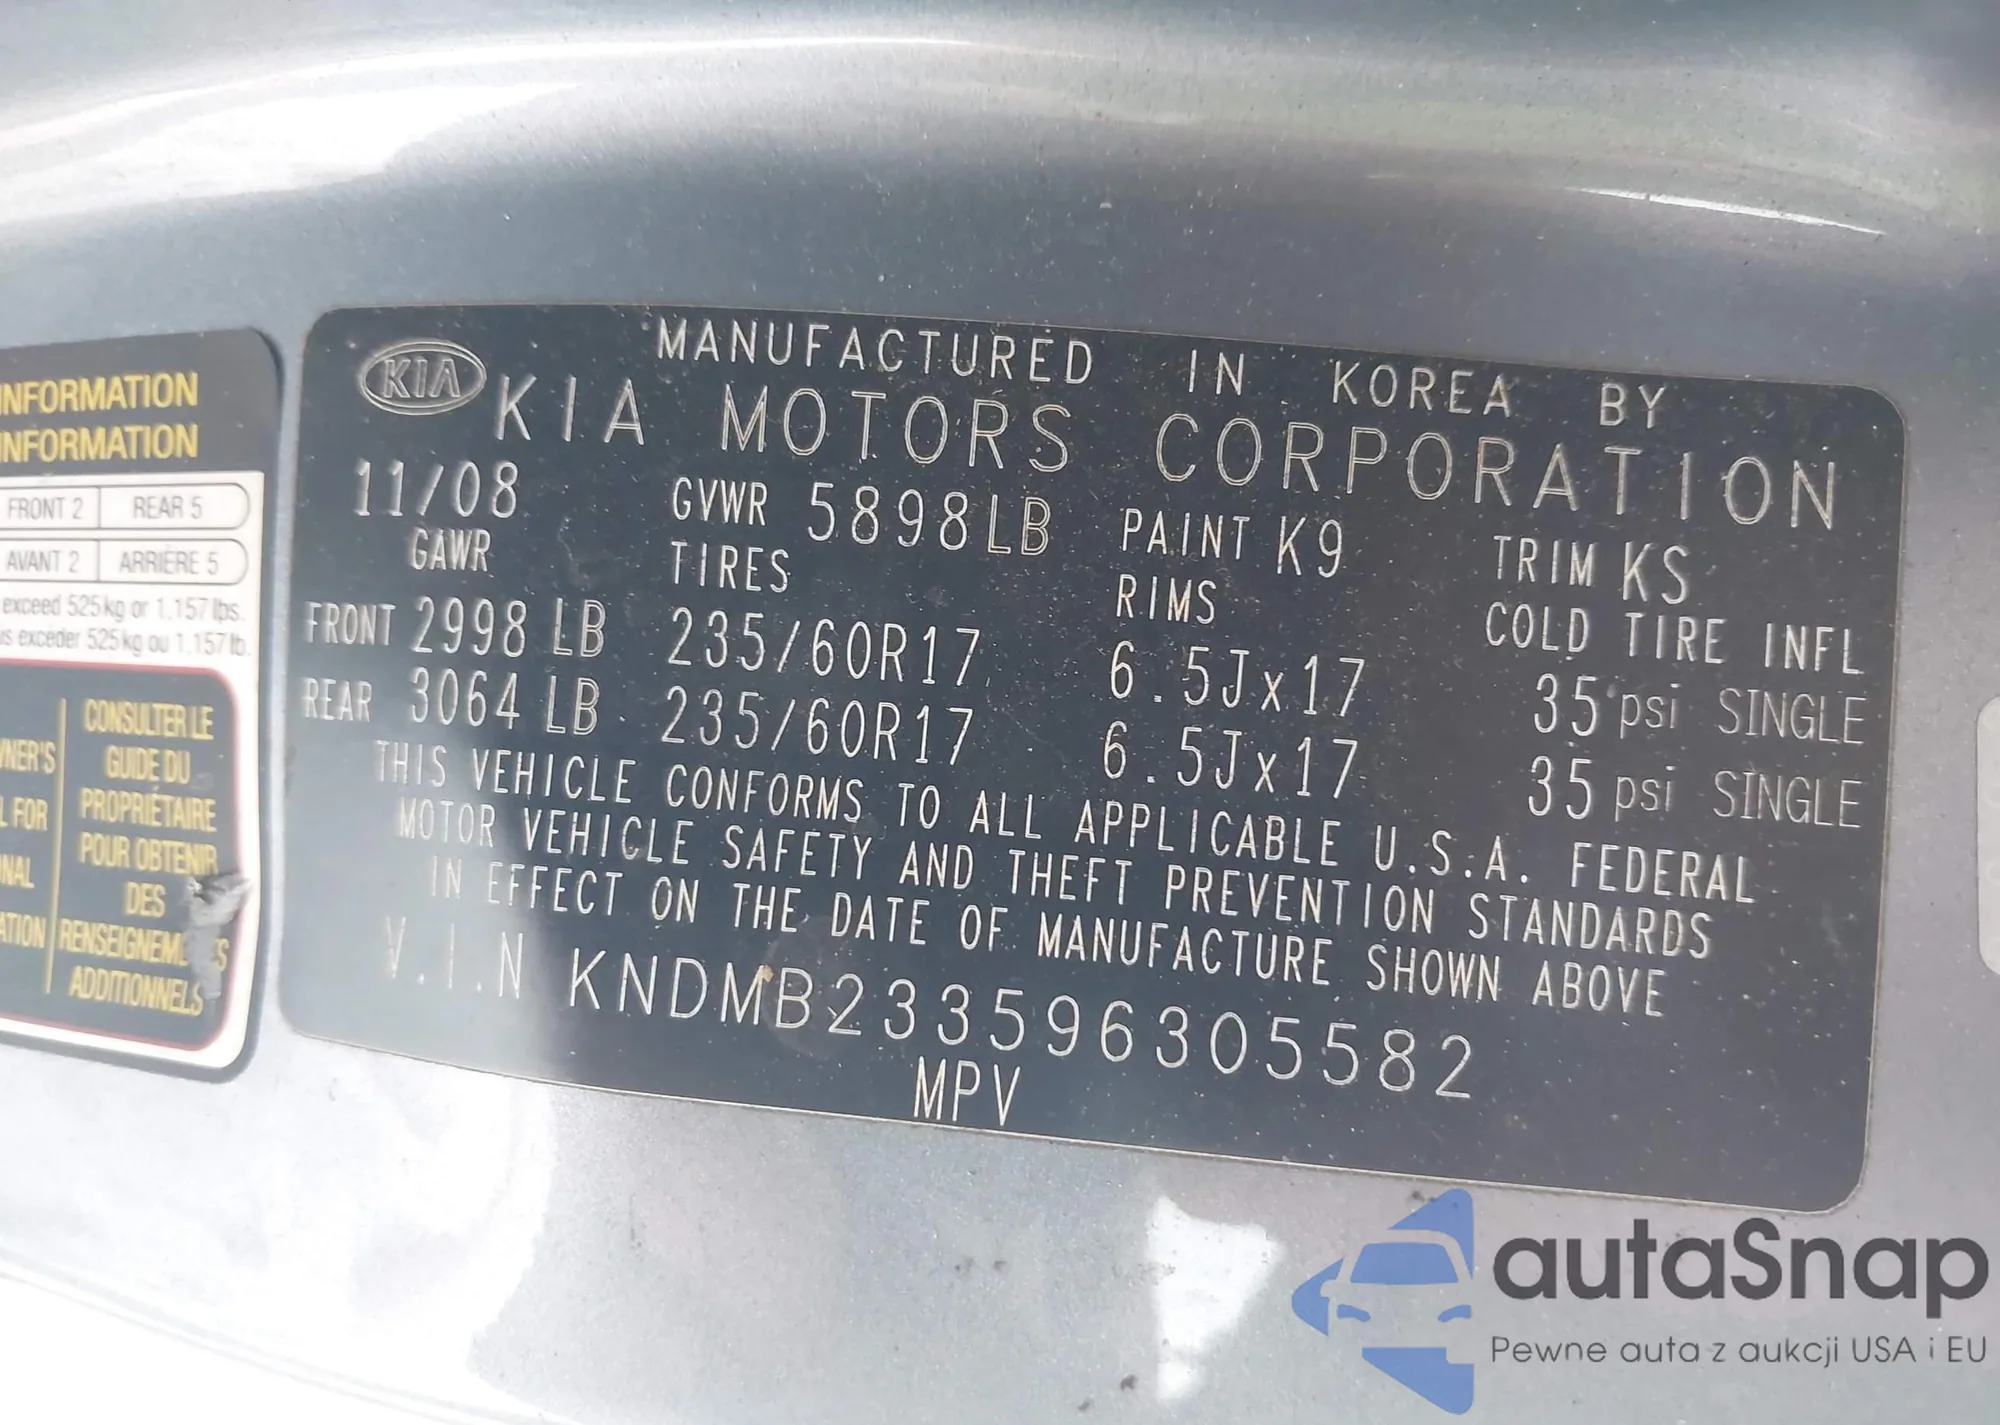 MANUFACTURED IN KOREA BY
KIA KIA MOTORS CORPORATION
11/08 GVWR 5898LB PAINT K9 TRIM KS
GAWR TIRES RIMS COLD TIRE INFL
FRONT 2998 LB 235/60R17 6.5Jx17 35 psi SINGLE
REAR 3064 LB 235/60R17 6.5Jx17 35 psi SINGLE
THIS VEHICLE CONFORMS TO ALL APPLICABLE U.S.A. FEDERAL
MOTOR VEHICLE SAFETY AND THEFT PREVENTION STANDARDS
IN EFFECT ON THE DATE OF MANUFACTURE SHOWN ABOVE
V.I.N KNDMB233596305582
MPV
INFORMATION
INFORMATION
FRONT 2 REAR 5
AVANT 2 ARRIÈRE 5
exceed 525kg or 1.157 lbs.
exceder 525kg ou 1.157 lb.
CONSULTER LE
GUIDE DU
PROPRIÉTAIRE
POUR OBTENIR
DES
RENSEIGNEMENTS
ADDITIONNELS
FOR
autaSnap
Pewne auta z aukcji USA i EU